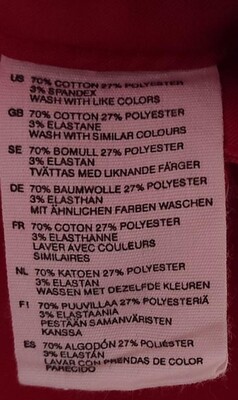 US 70% COTTON 27% POLYESTER
3% SPANDEX
WASH WITH LIKE COLORS
GB 70% COTTON 27% POLYESTER
3% ELASTANE
WASH WITH SIMILAR COLOURS
SE 70% BOMULL 27% POLYESTER
3% ELASTAN
TVÄTTAS MED LIKNANDE FÄRGER
DE 70% BAUMWOLLE 27% POLYESTER
3% ELASTHAN
MIT ÄHNLICHEN FARBEN WASCHEN
FR 70% COTON 27% POLYESTER
3% ELASTHANNE
LAVER AVEC COULEURS
SIMILAIRES
NL 70% KATOEN 27% POLYESTER
3% ELASTAN
WASSEN MET DEZELFDE KLEUREN
FI 70% PUUVILLAA 27% POLYESTERIÄ
3% ELASTAANIA
PESTÄÄN SAMANVÄRISTEN
KANSSA
ES 70% ALGODÓN 27% POLIÉSTER
3% ELASTÁN
LAVAR CON PRENDAS DE COLOR
PARECIDO